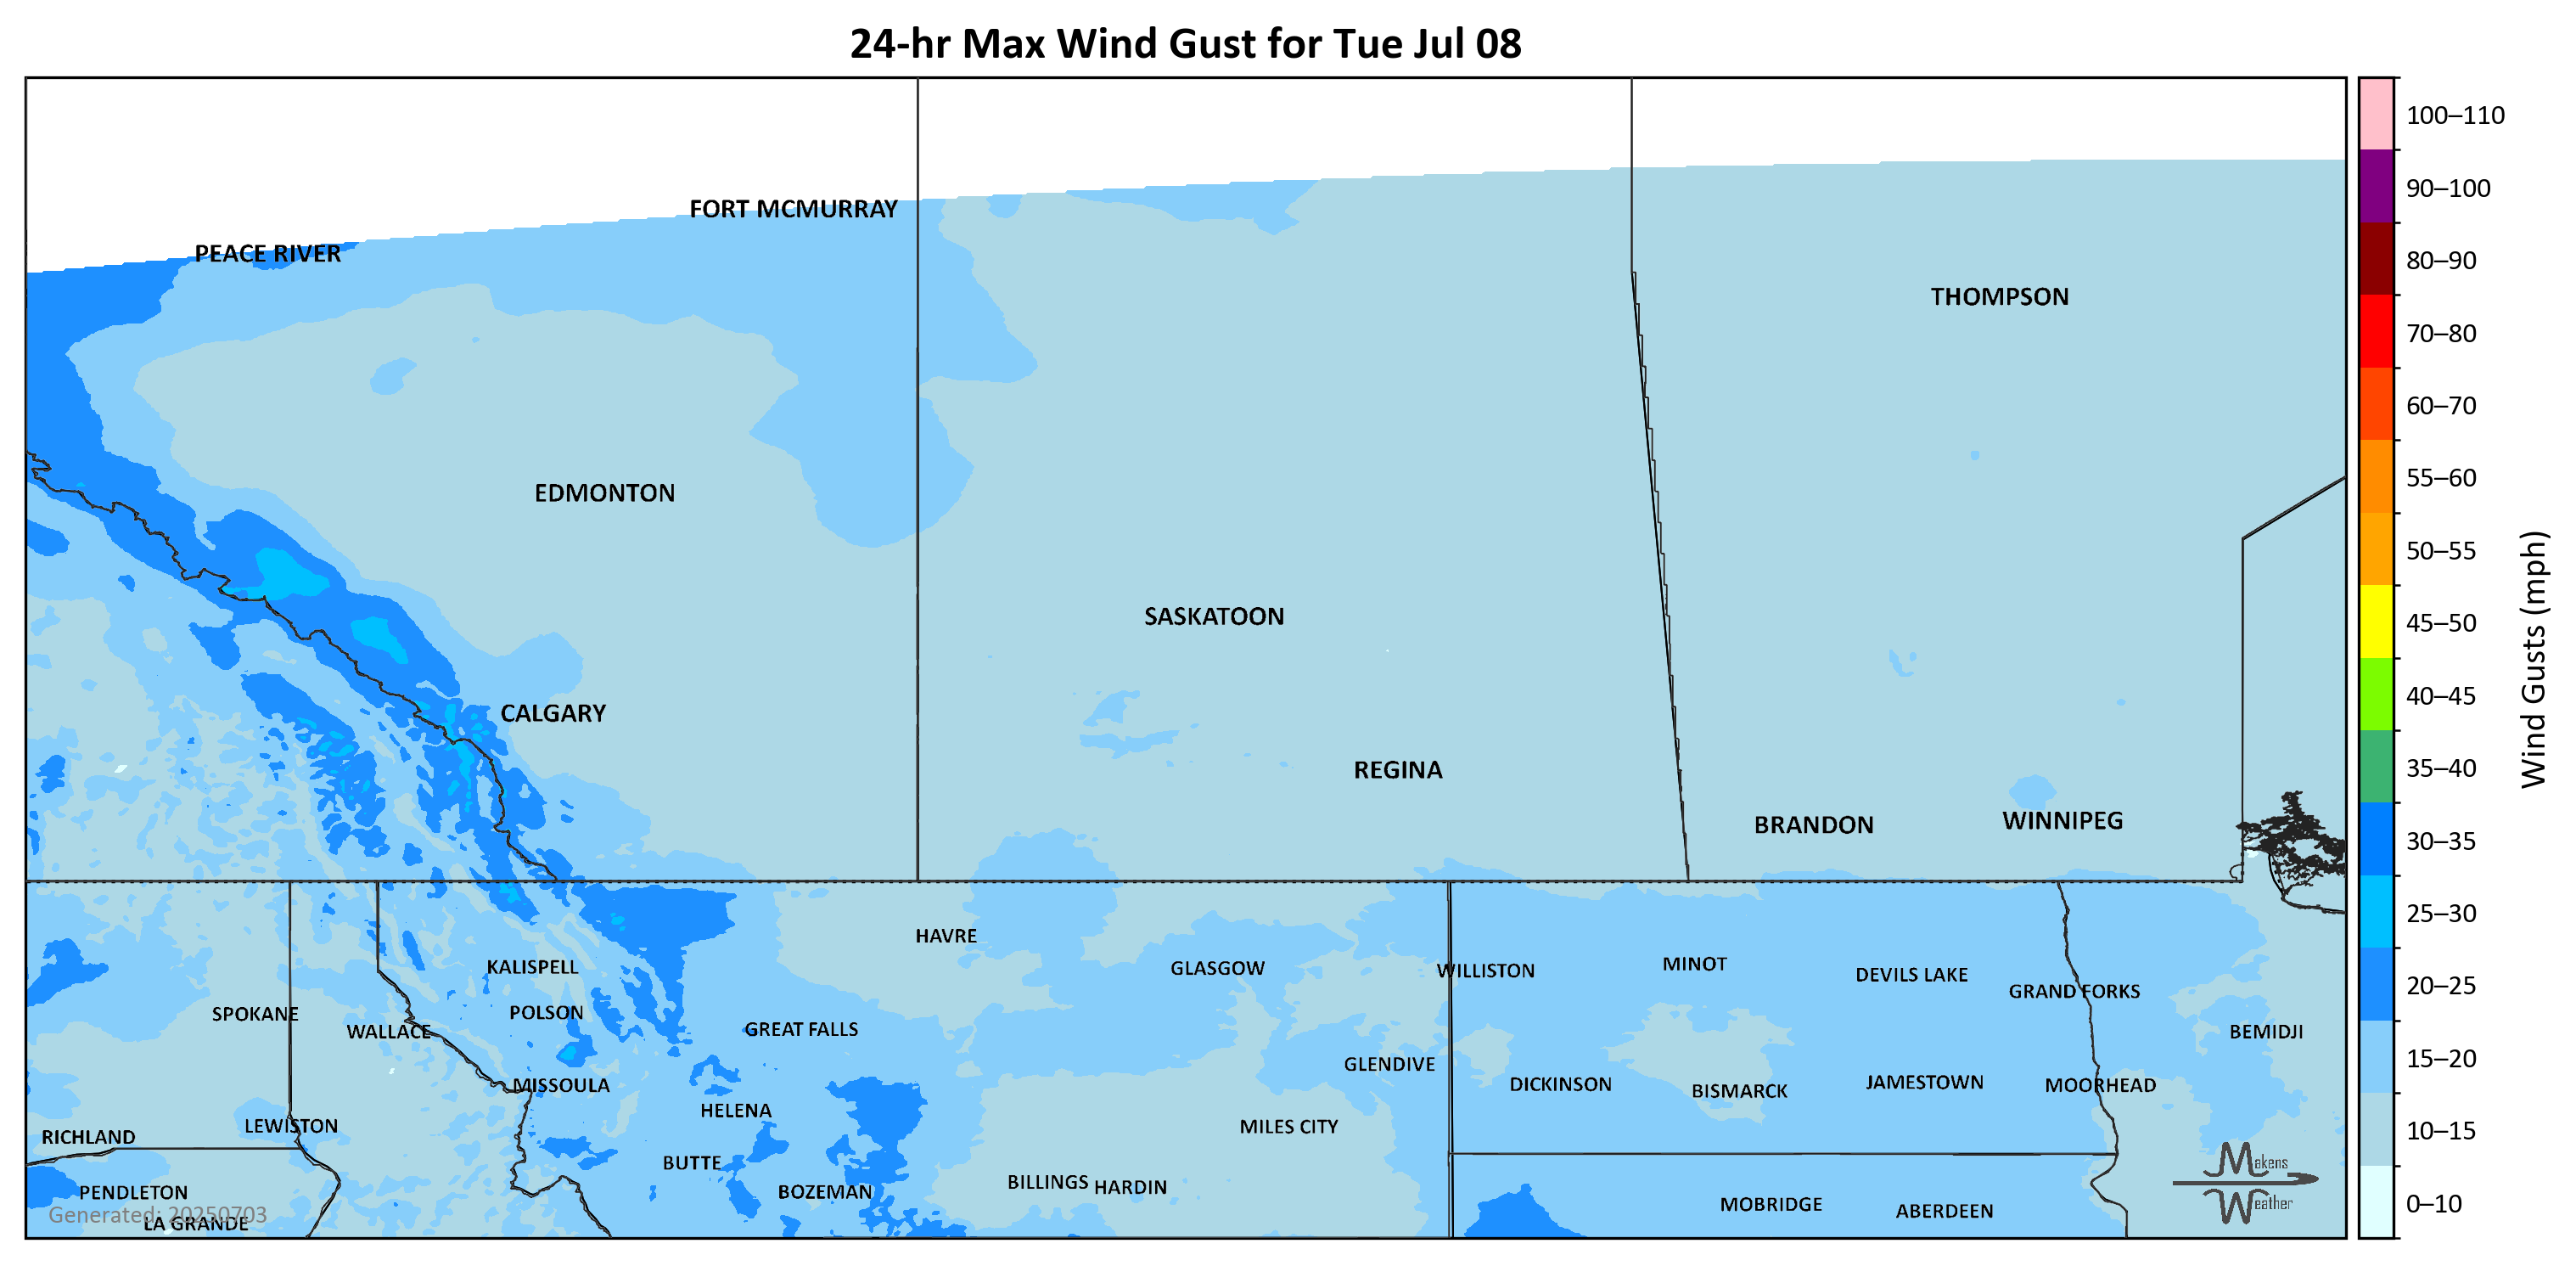 24-hr Max Wind Gust for Tue Jul 08
FORT MCMURRAY
PEACE RIVER
THOMPSON
EDMONTON
SASKATOON
CALGARY
REGINA
BRANDON
WINNIPEG
HAVRE
KALISPELL
GLASGOW
WILLISTON
MINOT
DEVILS LAKE
GRAND FORKS
SPOKANE
POLSON
WALLACE
GREAT FALLS
BEMIDJI
GLENDIVE
MISSOULA
DICKINSON
BISMARCK
JAMESTOWN
MOORHEAD
HELENA
LEWISTON
MILES CITY
RICHLAND
BUTTE
PENDLETON
BOZEMAN
BILLINGS
HARDIN
MOBRIDGE
ABERDEEN
Generated: 20250703
LA GRANDE
Makens
Weather
100–110
90–100
80–90
70–80
60–70
55–60
50–55
45–50
40–45
35–40
30–35
25–30
20–25
15–20
10–15
0–10
Wind Gusts (mph)